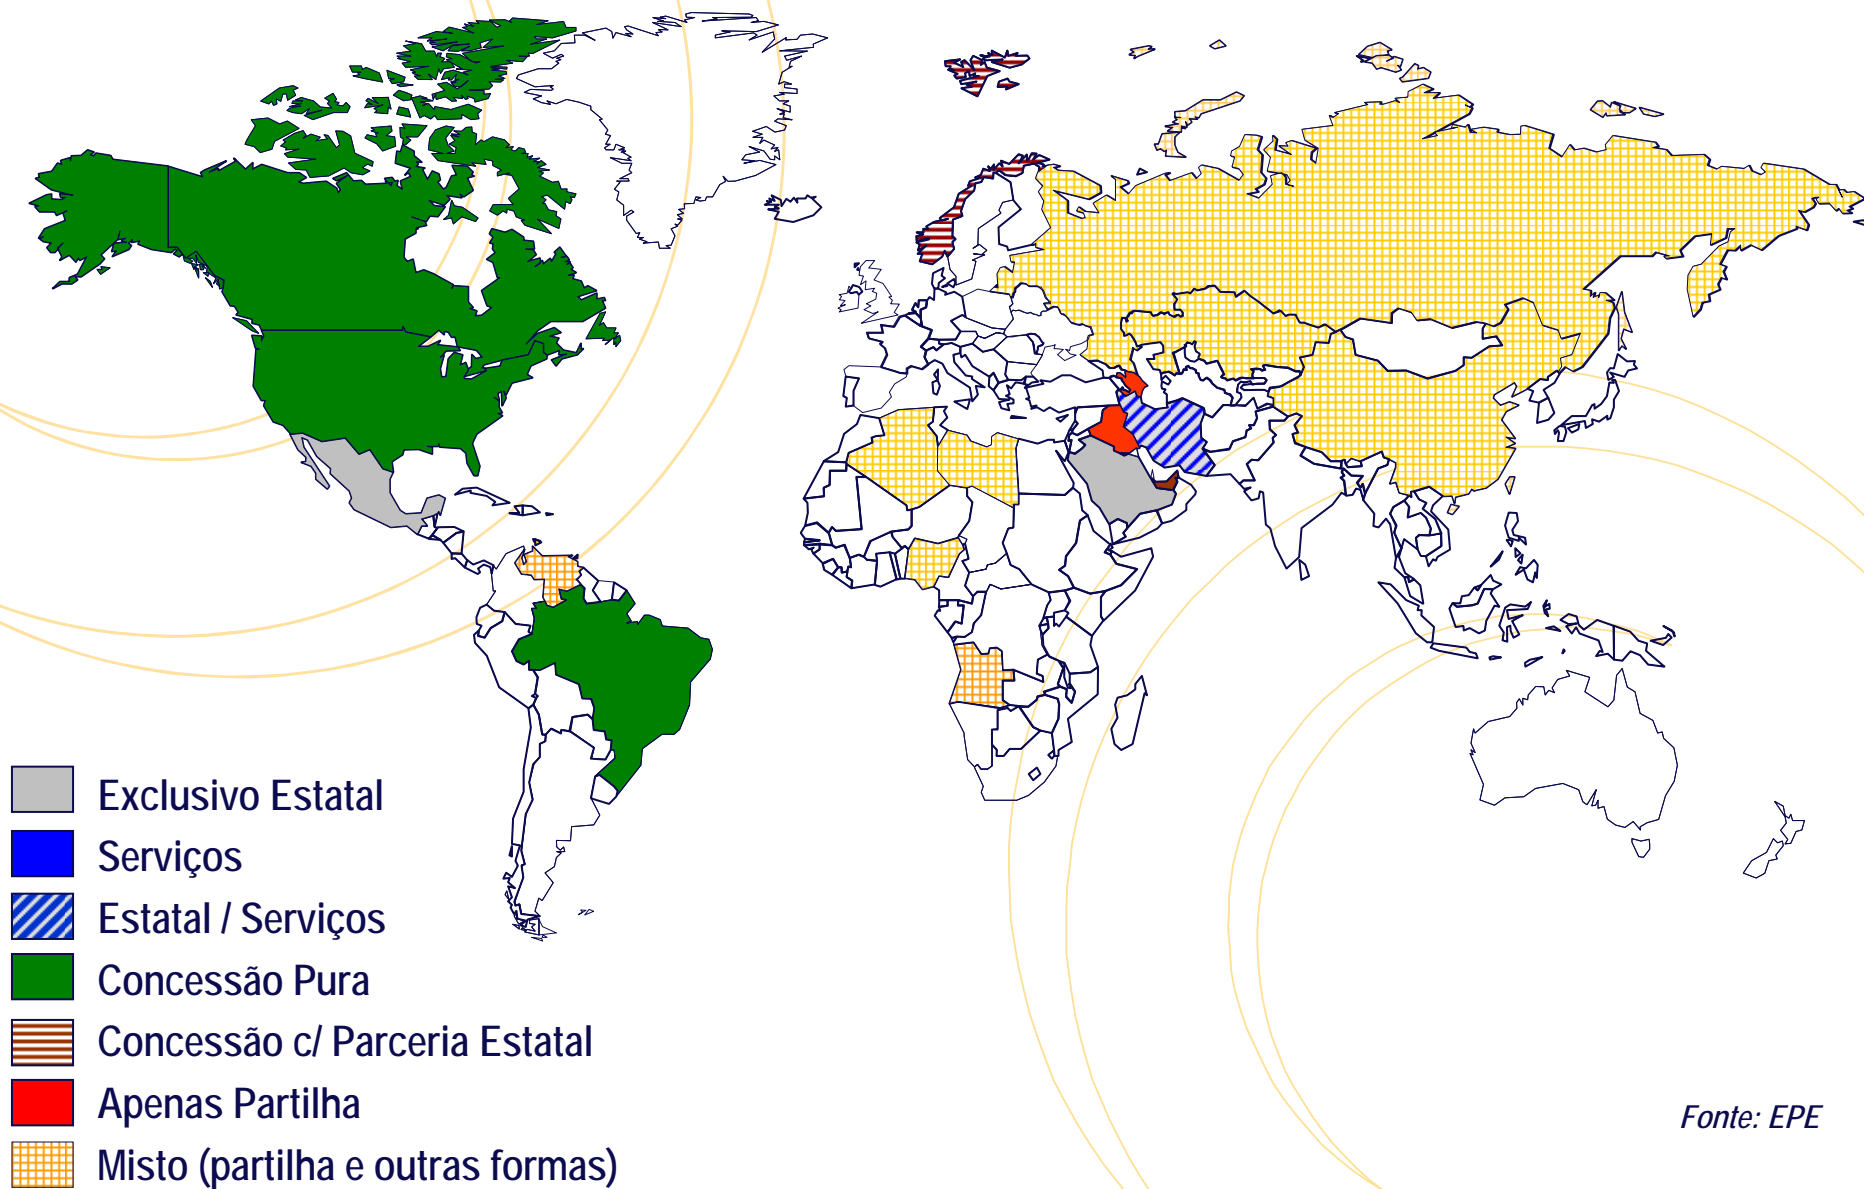 Exclusivo Estatal
Serviços
Estatal / Serviços
Concessão Pura
Concessão c/ Parceria Estatal
Apenas Partilha
Misto (partilha e outras formas)
Fonte: EPE